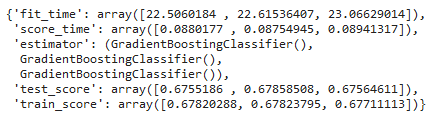 {'fit_time': array([22.5060184 , 22.61536407, 23.06629014]),
'score_time': array([0.0880177 , 0.08754945, 0.08941317]),
'estimator': (GradientBoostingClassifier(),
GradientBoostingClassifier(),
GradientBoostingClassifier()),
'test_score': array([0.6755186 , 0.67858508, 0.67564611]),
'train_score': array([0.67820288, 0.67823795, 0.67711113])}